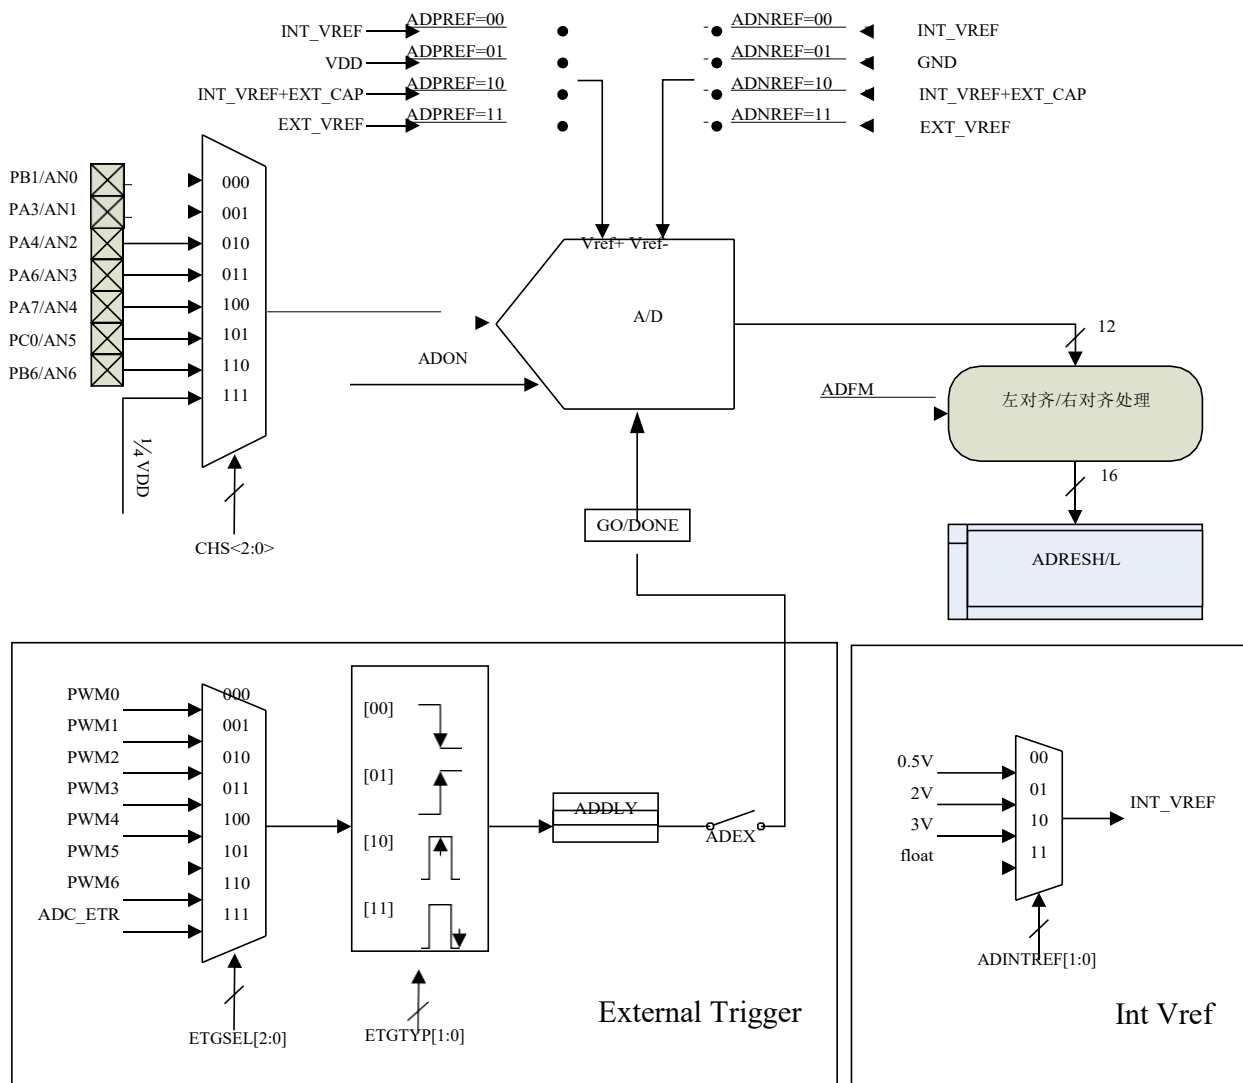 INT_VREF ADPREF=00 ADNREF=00 INT_VREF
VDD ADPREF=01 ADNREF=01 GND
INT_VREF+EXT_CAP ADPREF=10 ADNREF=10 INT_VREF+EXT_CAP
EXT_VREF ADPREF=11 ADNREF=11 EXT_VREF
PB1/AN0 000
PA3/AN1 001
PA4/AN2 010
PA6/AN3 011
PA7/AN4 100
PC0/AN5 101
PB6/AN6 110
111
¼ VDD
CHS<2:0>
Vref+ Vref-
A/D
ADON
12
ADFM
左对齐/右对齐处理
16
GO/DONE
ADRESH/L
PWM0 000
PWM1 001
PWM2 010
PWM3 011
PWM4 100
PWM5 101
PWM6 110
ADC_ETR 111
ETGSEL[2:0]
[00]
[01]
[10]
[11]
ETGTYP[1:0]
ADDLY
ADEX
External Trigger
0.5V 00
2V 01
3V 10
float 11
INT_VREF
ADINTREF[1:0]
Int Vref